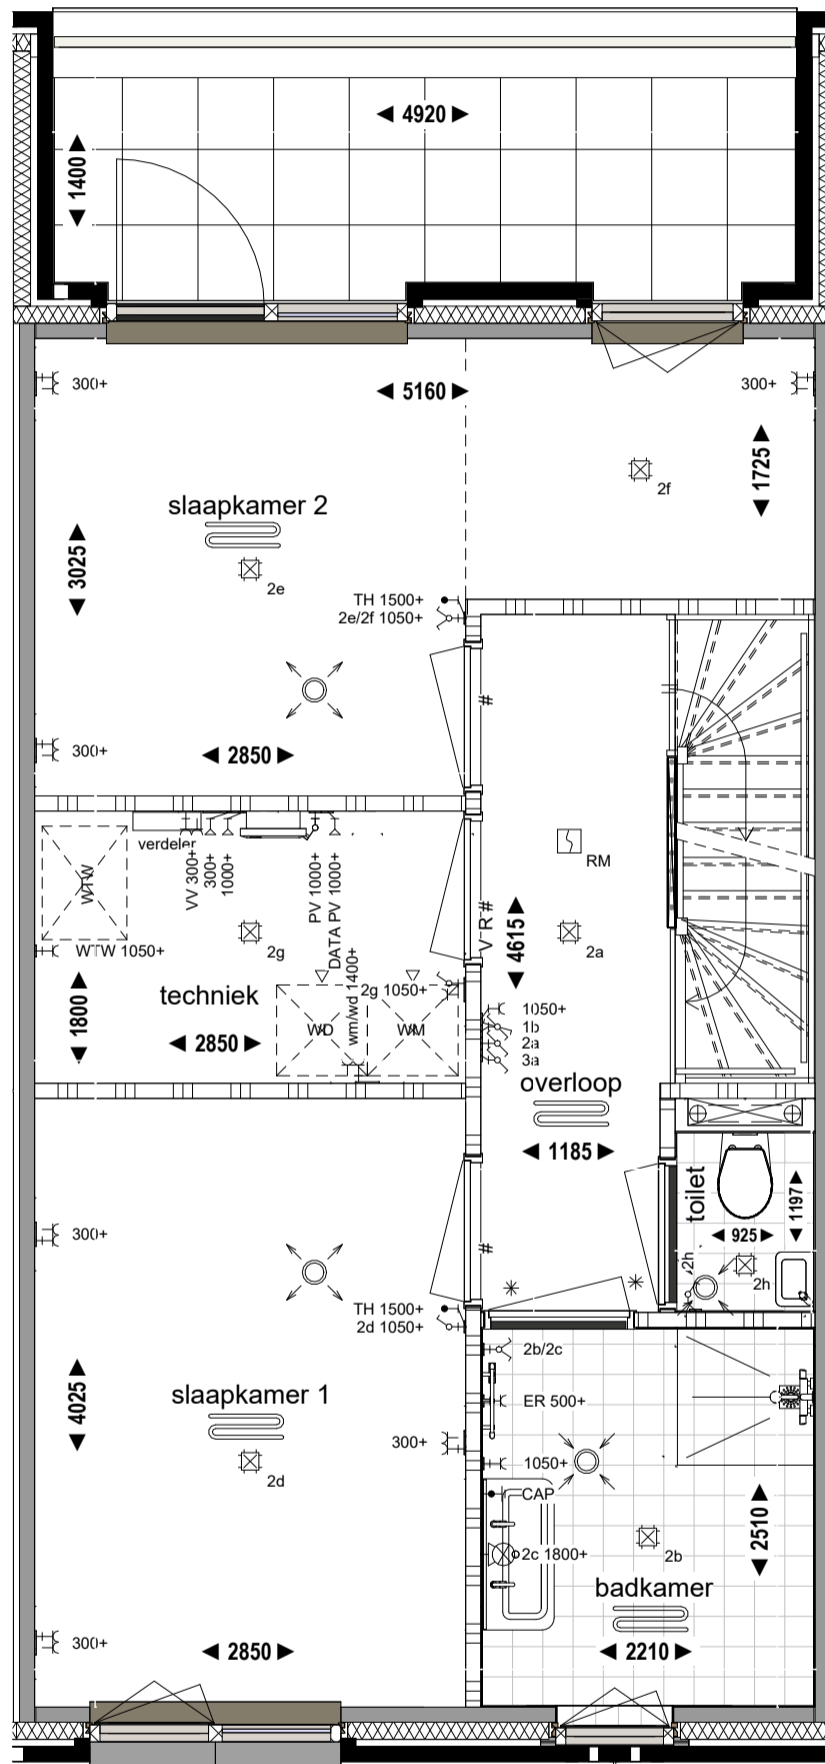 4920
1400
300+
5160
300+
1725
2f
slaapkamer 2
3025
2e
TH 1500+
2e/2f 1050+
#
300+
2850
verdeler
WTW
VV 300+
300+
1000+
PV 1000+
DATA PV 1000+
RM
WTW 1050+
2g
#
4615
2a
techniek
2g 1050+
1800
2850
WD
wm/wd 1400+
WM
1050+
1b
2a
3a
overloop
1185
toilet
925
1197
2h
2h
300+
#
TH 1500+
2d 1050+
2b/2c
slaapkamer 1
4025
ER 500+
300+
1050+
2d
CAP
2c 1800+
2b
2510
badkamer
300+
2850
2210